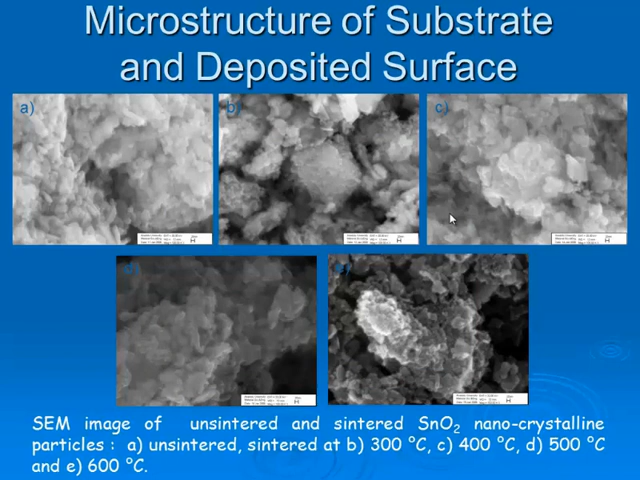 Microstructure of Substrate
and Deposited Surface
a)
b)
c)
d)
e)
SEM image of unsintered and sintered SnO₂ nano-crystalline
particles : a) unsintered, sintered at b) 300 °C, c) 400 °C, d) 500 °C
and e) 600 °C.